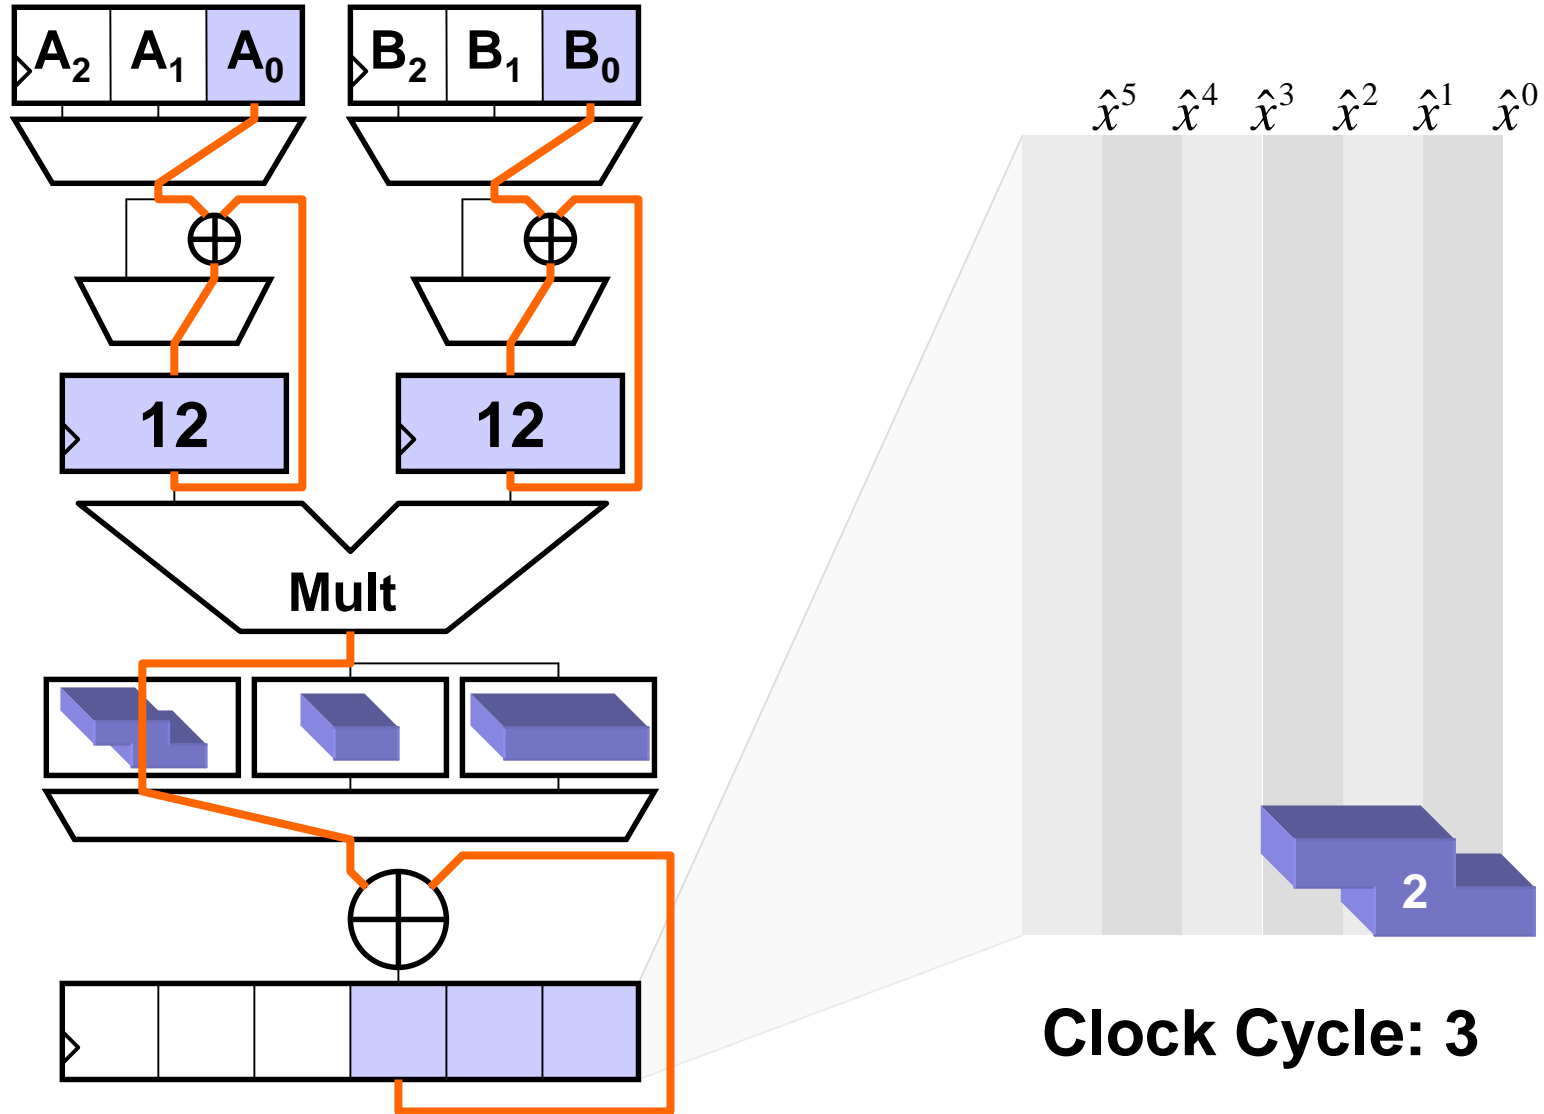 A₂ A₁ A₀ B₂ B₁ B₀
x̂⁵ x̂⁴ x̂³ x̂² x̂¹ x̂⁰
12 12
Mult
2
Clock Cycle: 3